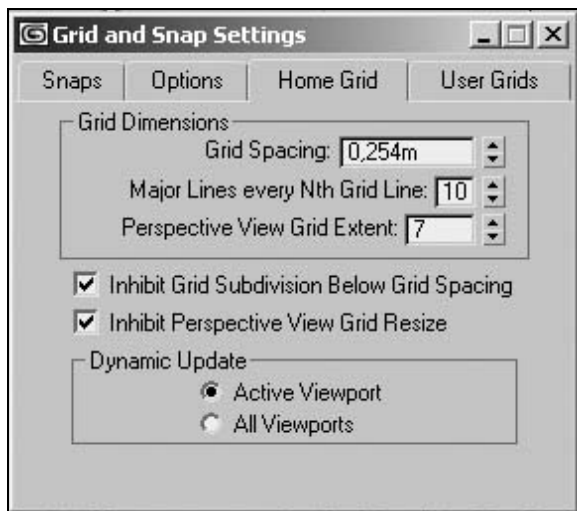 Grid and Snap Settings
Snaps Options Home Grid User Grids
Grid Dimensions
Grid Spacing: 0,254m
Major Lines every Nth Grid Line: 10
Perspective View Grid Extent: 7
Inhibit Grid Subdivision Below Grid Spacing
Inhibit Perspective View Grid Resize
Dynamic Update
Active Viewport
All Viewports